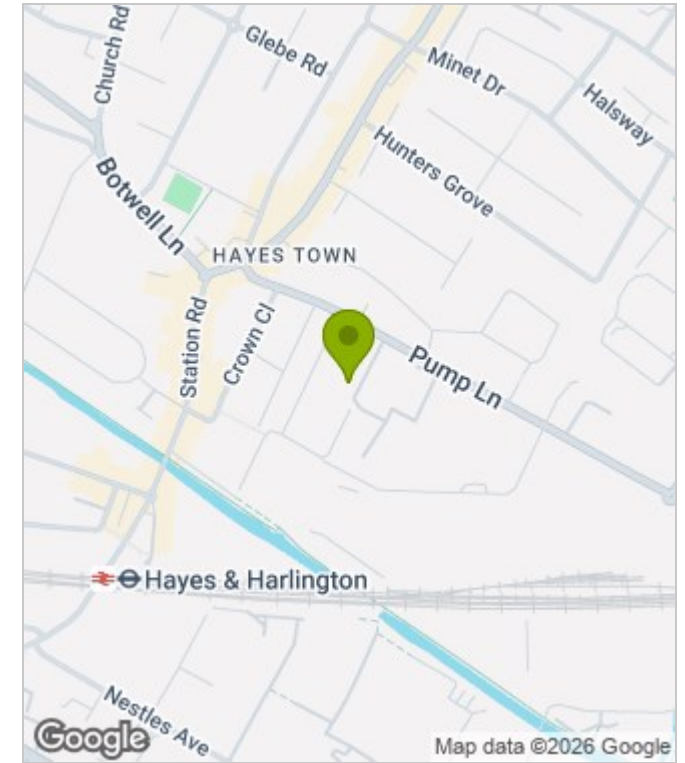 Church Rd
Glebe Rd
Minet Dr
Halsway
Hunters Grove
Botwell Ln
HAYES TOWN
Station Rd
Crown Cl
Pump Ln
Hayes & Harlington
Nestles Ave
Google
Map data ©2026 Google